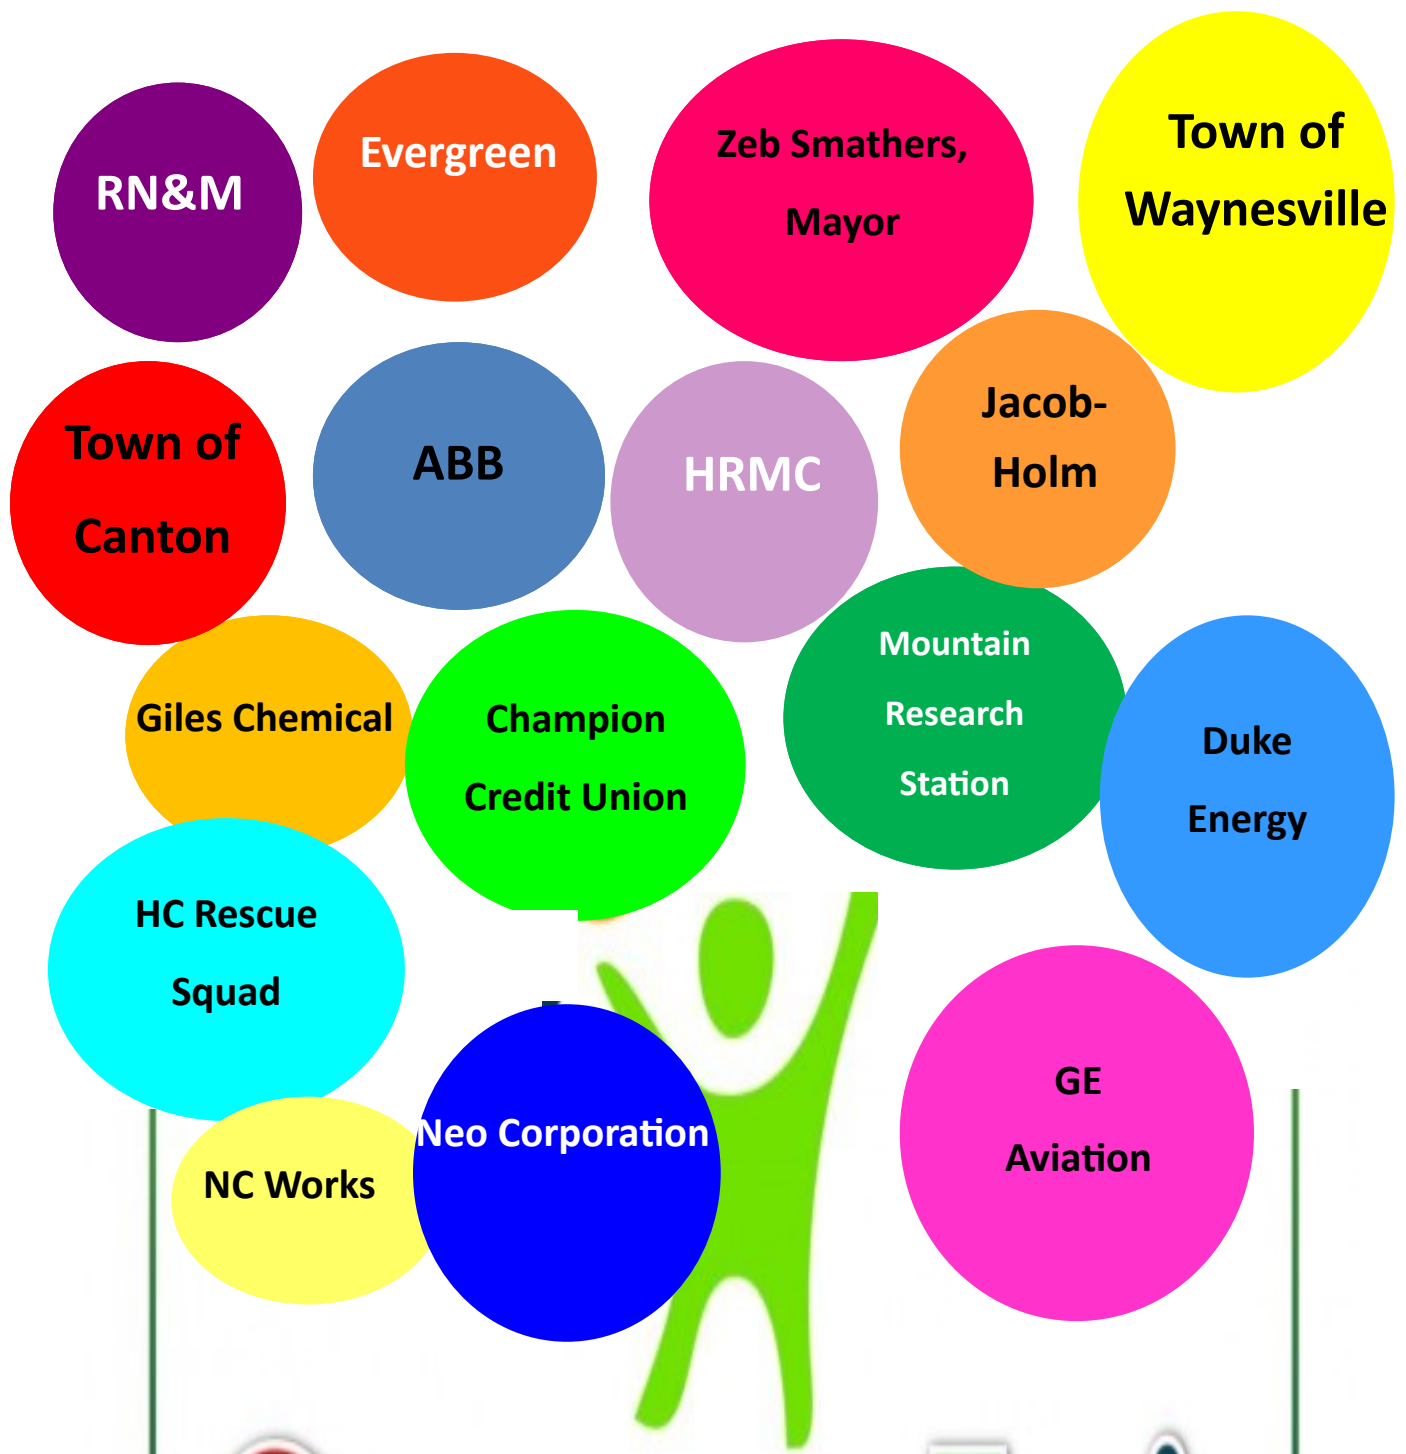 RN&M
Evergreen
Zeb Smathers,
Mayor
Town of
Waynesville
Town of
Canton
ABB
HRMC
Jacob-
Holm
Giles Chemical
Champion
Credit Union
Mountain
Research
Station
Duke
Energy
HC Rescue
Squad
GE
Aviation
NC Works
Neo Corporation